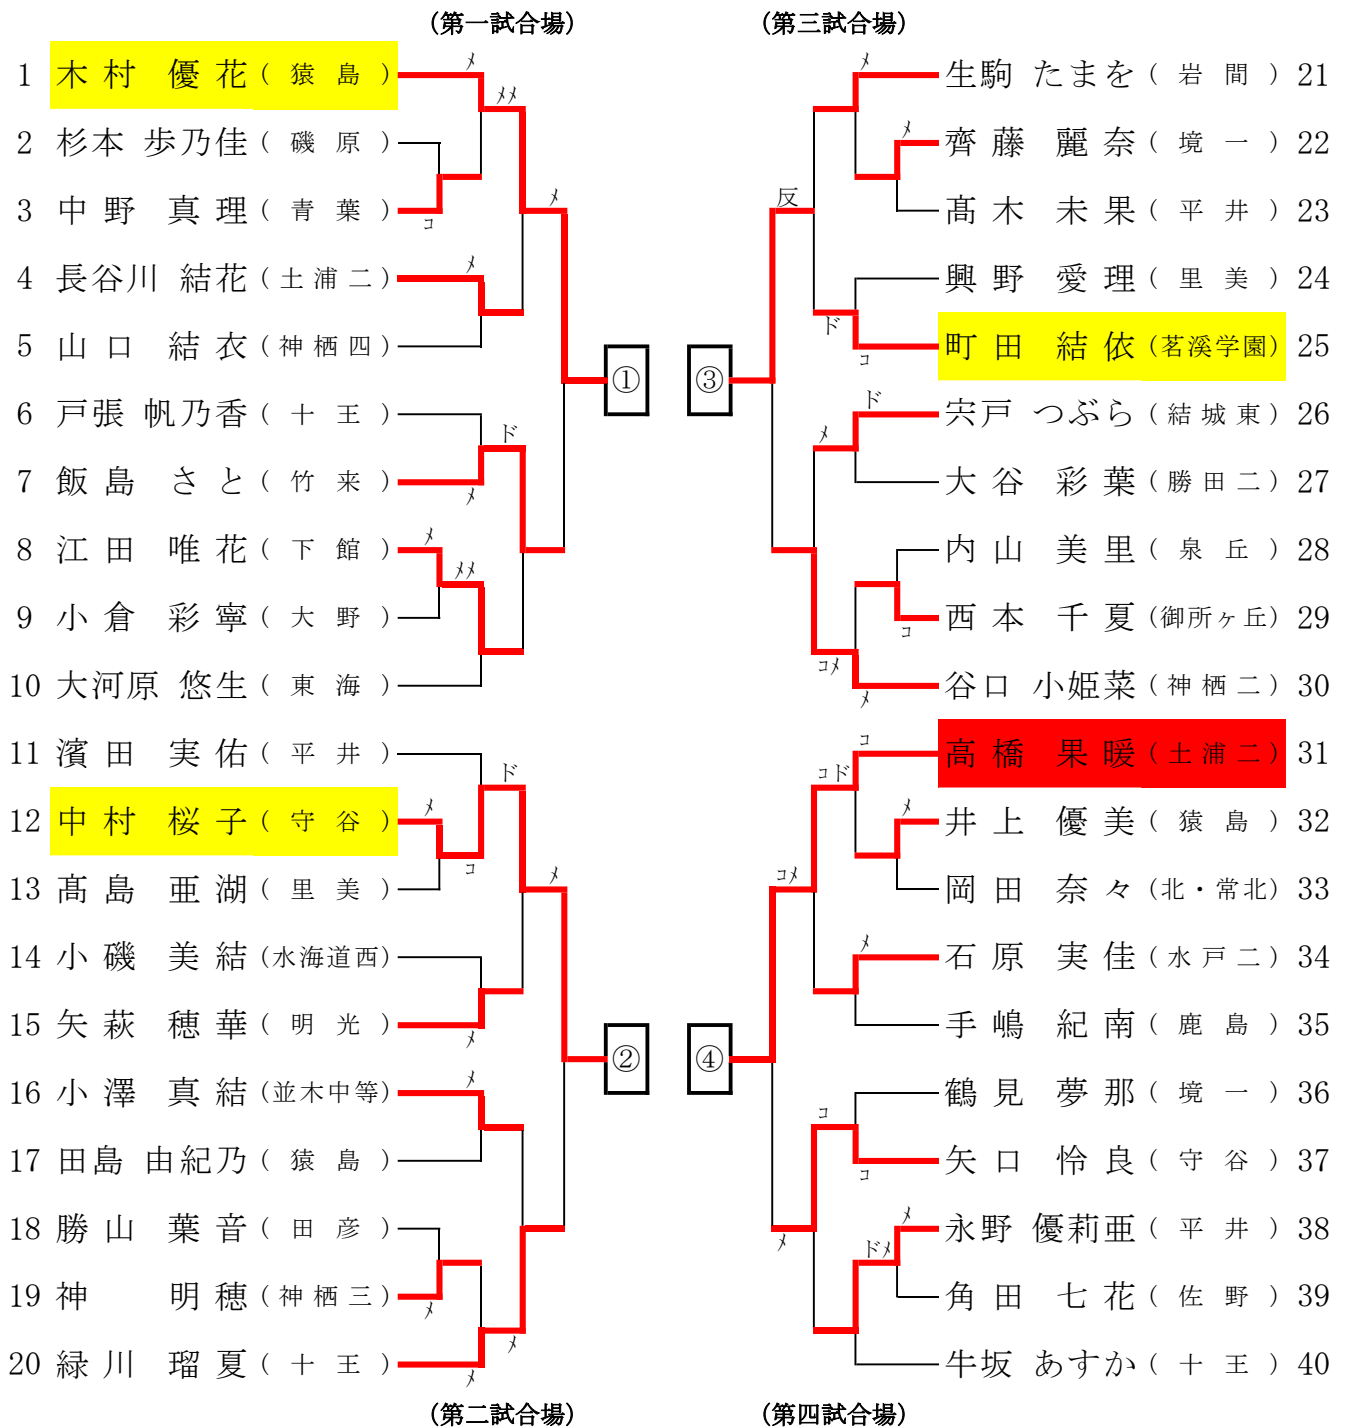 (第一試合場)
(第三試合場)
1 木村 優花 ( 猿島 )
2 杉本 歩乃佳 ( 磯原 )
3 中野 真理 ( 青葉 )
4 長谷川 結花 (土浦二)
5 山口 結衣 (神栖四)
6 戸張 帆乃香 ( 十王 )
7 飯島 さと ( 竹来 )
8 江田 唯花 ( 下館 )
9 小倉 彩寧 ( 大野 )
10 大河原 悠生 ( 東海 )
11 濱田 実佑 ( 平井 )
12 中村 桜子 ( 守谷 )
13 髙島 亜湖 ( 里美 )
14 小磯 美結 (水海道西)
15 矢萩 穂華 ( 明光 )
16 小澤 真結 (並木中等)
17 田島 由紀乃 ( 猿島 )
18 勝山 葉音 ( 田彦 )
19 神 明穂 (神栖三)
20 緑川 瑠夏 ( 十王 )
メ
メメ
コ
メ
メ
ド
メ
メ
メメ
ド
メ
コ
メ
メ
メ
メ
メ
メ
①
②
③
④
メ
メ
反
ド
コ
ド
メ
コ
コメ
メ
コ
コド
メ
コメ
メ
コ
コ
メ
メ
ドメ
生駒 たまを ( 岩間 ) 21
齊藤 麗奈 ( 境一 ) 22
髙木 未果 ( 平井 ) 23
興野 愛理 ( 里美 ) 24
町田 結依 (茗溪学園) 25
宍戸 つぶら (結城東) 26
大谷 彩葉 (勝田二) 27
内山 美里 ( 泉丘 ) 28
西本 千夏 (御所ヶ丘) 29
谷口 小姫菜 (神栖二) 30
高橋 果暖 (土浦二) 31
井上 優美 ( 猿島 ) 32
岡田 奈々 (北・常北) 33
石原 実佳 (水戸二) 34
手嶋 紀南 ( 鹿島 ) 35
鶴見 夢那 ( 境一 ) 36
矢口 怜良 ( 守谷 ) 37
永野 優莉亜 ( 平井 ) 38
角田 七花 ( 佐野 ) 39
牛坂 あすか ( 十王 ) 40
(第二試合場)
(第四試合場)